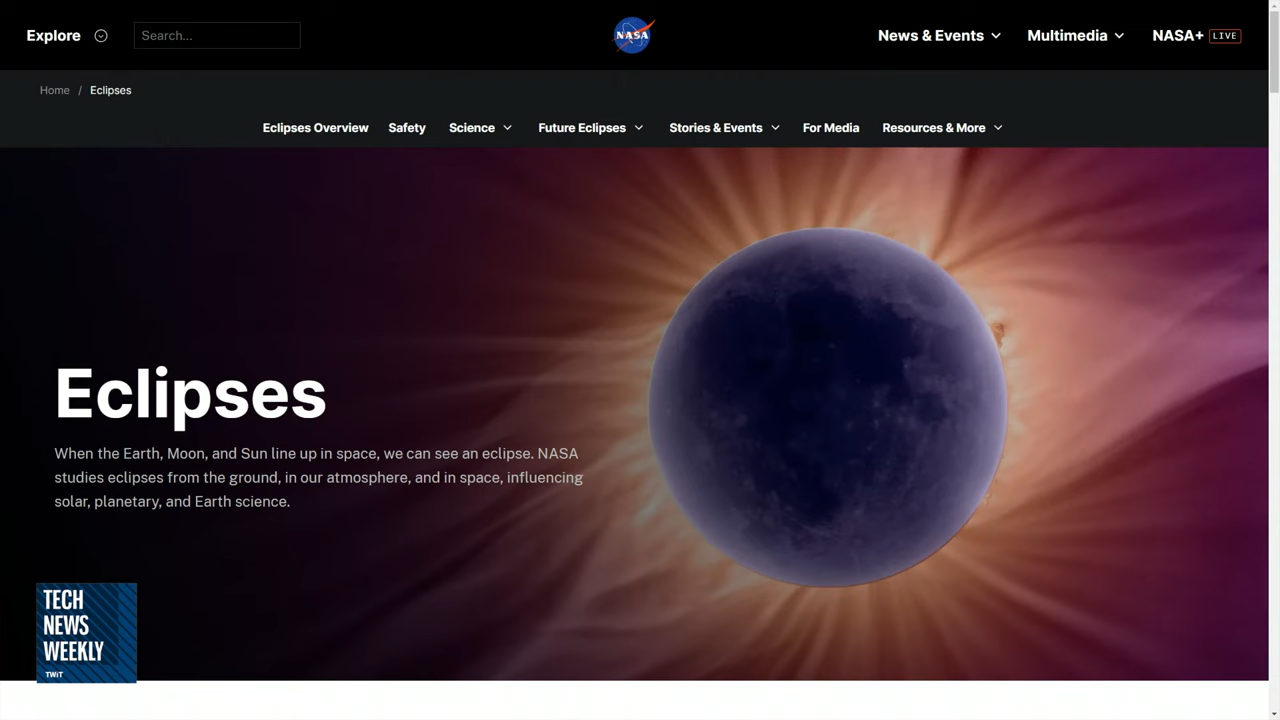 Explore
Search...
NASA
News & Events
Multimedia
NASA+ LIVE
Home / Eclipses
Eclipses Overview
Safety
Science
Future Eclipses
Stories & Events
For Media
Resources & More
Eclipses
When the Earth, Moon, and Sun line up in space, we can see an eclipse. NASA
studies eclipses from the ground, in our atmosphere, and in space, influencing
solar, planetary, and Earth science.
TECH
NEWS
WEEKLY
TWiT